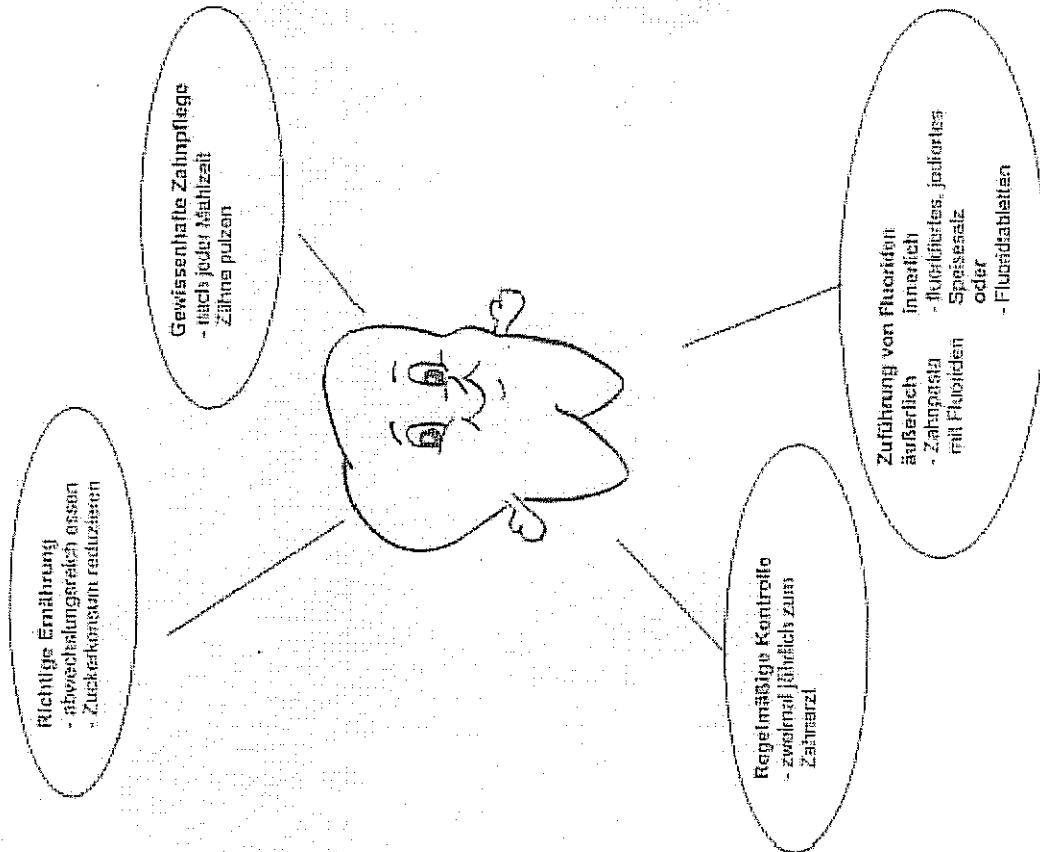 Richtige Ernährung
- abwechslungsreich essen
- Zuckerkonsum reduzieren
Gewissenhafte Zahnpflege
- nach jeder Mahlzeit
Zähne putzen
Regelmäßige Kontrolle
- zweimal jährlich zum
Zahnarzt
Zuführung von Fluoriden
äußerlich
- Zahnpasta
mit Fluoriden
innerlich
- fluoridiertes, jodiertes
Speisesalz
oder
- Fluoridtabletten